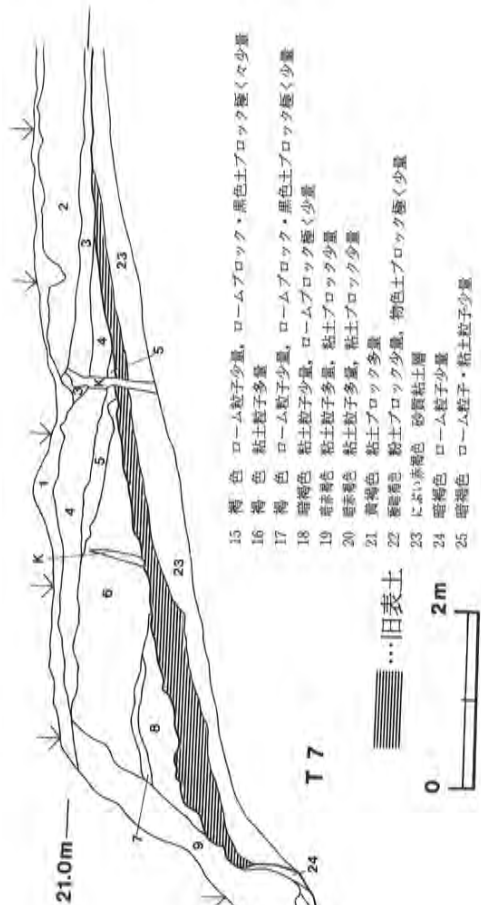 21.0m
1
2
3
3
4
4
5
5
6
7
8
9
23
23
24
K
K
T 7
15 褐 色 ローム粒子少量，ロームブロック・黒色土ブロック極く々少量
16 褐 色 粘土粒子多量
17 褐 色 ローム粒子少量，ロームブロック・黒色土ブロック極く少量
18 暗褐色 粘土粒子少量，ロームブロック極く少量
19 暗赤褐色 粘土粒子多量，粘土ブロック少量
20 暗赤褐色 粘土粒子多量，粘土ブロック少量
21 黄褐色 粘土ブロック多量
22 極暗褐色 粉土ブロック少量，物色土ブロック極く少量
23 にぶい赤褐色 砂質粘土層
24 暗褐色 ローム粒子少量
25 暗褐色 ローム粒子・粘土粒子少量
…旧表土
0 2m